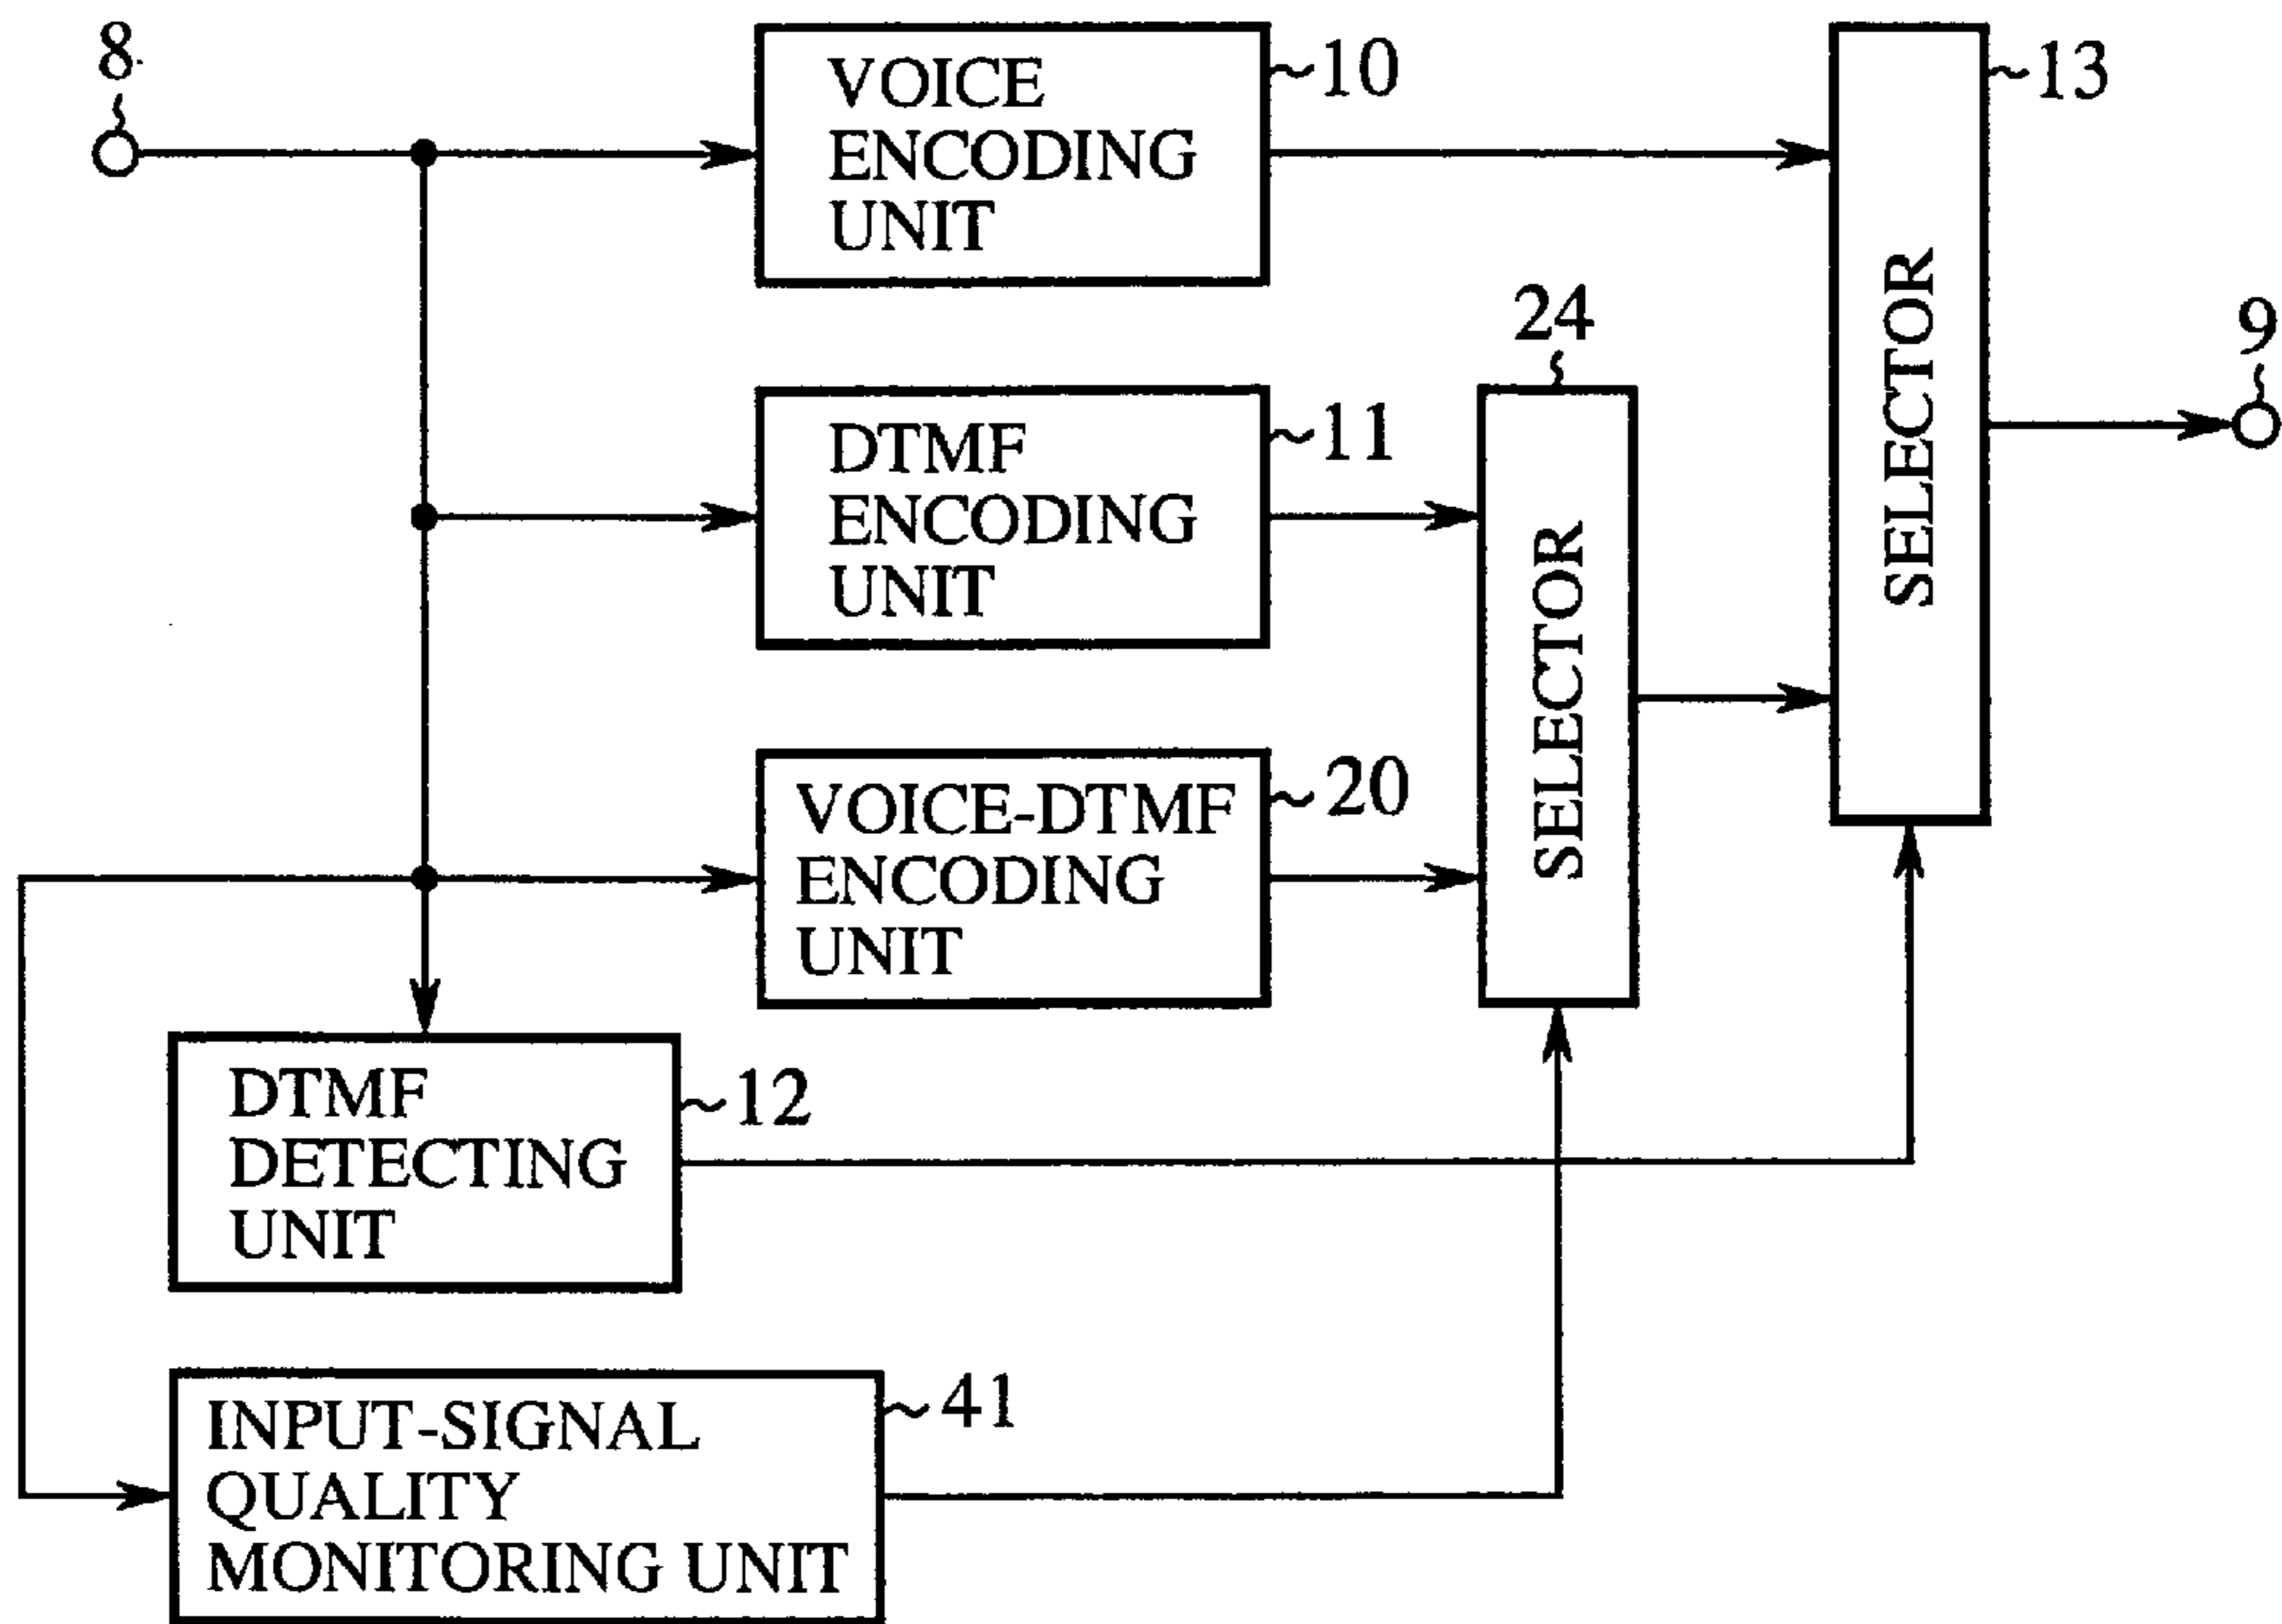 8
VOICE
ENCODING
UNIT
10
13
SELECTOR
9
24
DTMF
ENCODING
UNIT
11
SELECTOR
VOICE-DTMF
ENCODING
UNIT
20
DTMF
DETECTING
UNIT
12
INPUT-SIGNAL
QUALITY
MONITORING UNIT
41